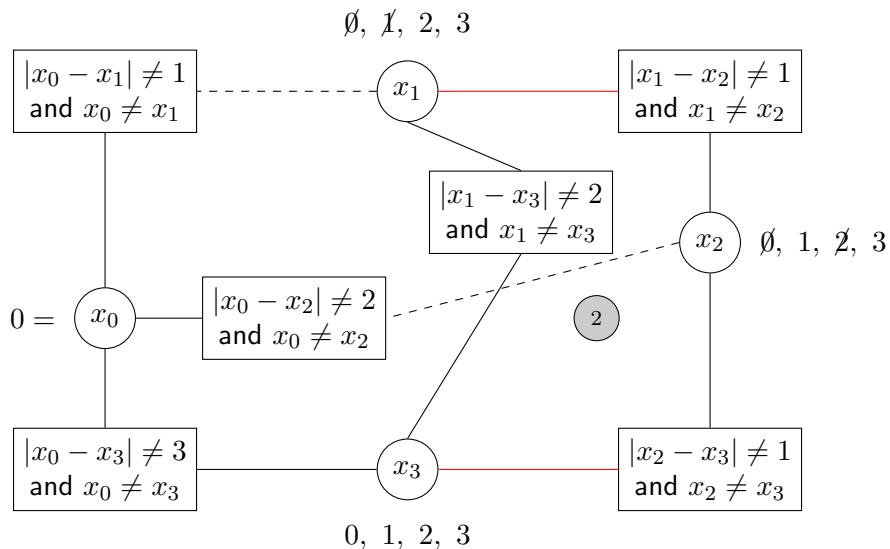 0, 1, 2, 3
|x₀ − x₁| ≠ 1
and x₀ ≠ x₁
x₁
|x₁ − x₂| ≠ 1
and x₁ ≠ x₂
|x₁ − x₃| ≠ 2
and x₁ ≠ x₃
x₂
0, 1, 2, 3
0 =
x₀
|x₀ − x₂| ≠ 2
and x₀ ≠ x₂
2
|x₀ − x₃| ≠ 3
and x₀ ≠ x₃
x₃
|x₂ − x₃| ≠ 1
and x₂ ≠ x₃
0, 1, 2, 3